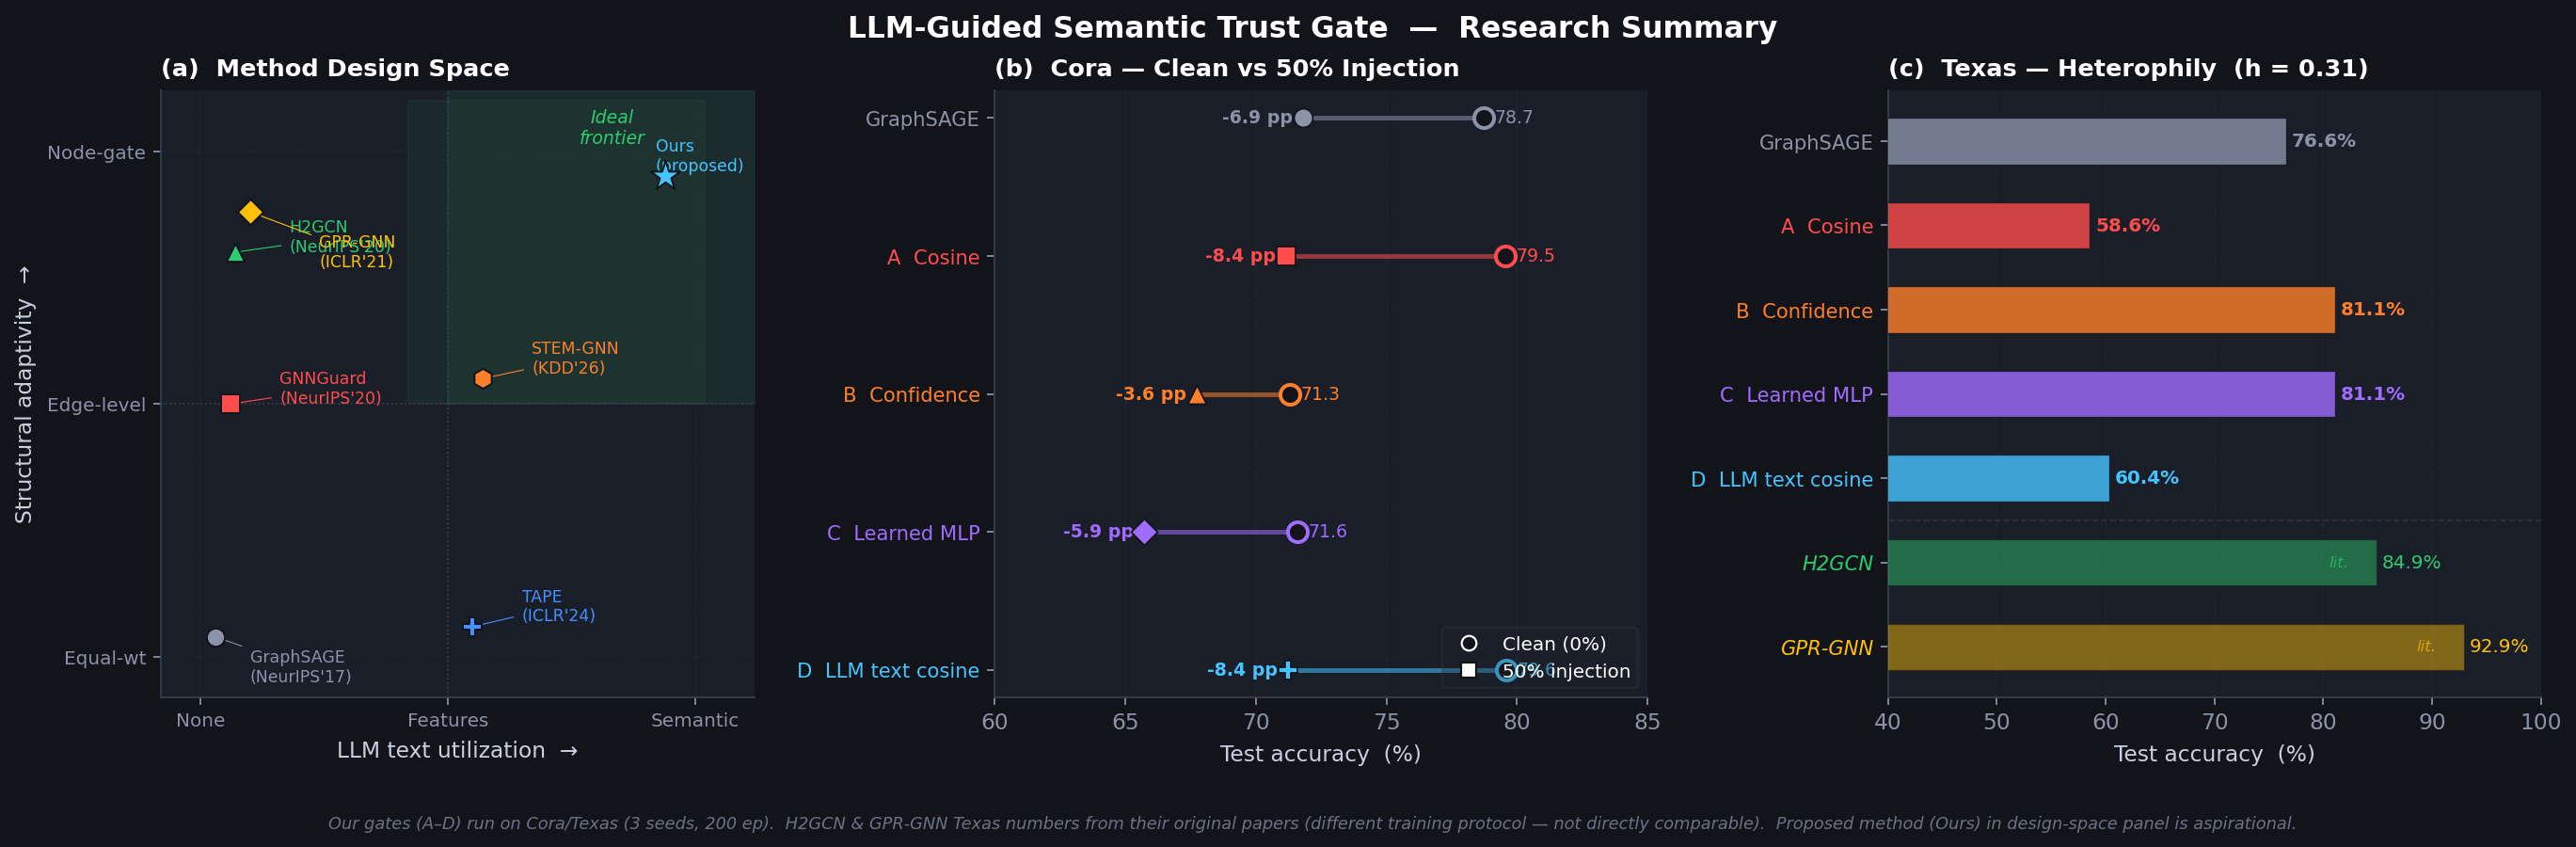 LLM-Guided Semantic Trust Gate — Research Summary
(a) Method Design Space
Structural adaptivity →
Node-gate
Edge-level
Equal-wt
Ideal
frontier
Ours
(proposed)
H2GCN
(NeurIPS'20)
GPR-GNN
(ICLR'21)
STEM-GNN
(KDD'26)
GNNGuard
(NeurIPS'20)
TAPE
(ICLR'24)
GraphSAGE
(NeurIPS'17)
None
Features
Semantic
LLM text utilization →
(b) Cora — Clean vs 50% Injection
GraphSAGE
-6.9 pp
78.7
A Cosine
-8.4 pp
79.5
B Confidence
-3.6 pp
71.3
C Learned MLP
-5.9 pp
71.6
D LLM text cosine
-8.4 pp
Clean (0%)
50% injection
60
65
70
75
80
85
Test accuracy (%)
(c) Texas — Heterophily (h = 0.31)
GraphSAGE
76.6%
A Cosine
58.6%
B Confidence
81.1%
C Learned MLP
81.1%
D LLM text cosine
60.4%
H2GCN
lit.
84.9%
GPR-GNN
lit.
92.9%
40
50
60
70
80
90
100
Test accuracy (%)
Our gates (A–D) run on Cora/Texas (3 seeds, 200 ep). H2GCN & GPR-GNN Texas numbers from their original papers (different training protocol — not directly comparable). Proposed method (Ours) in design-space panel is aspirational.